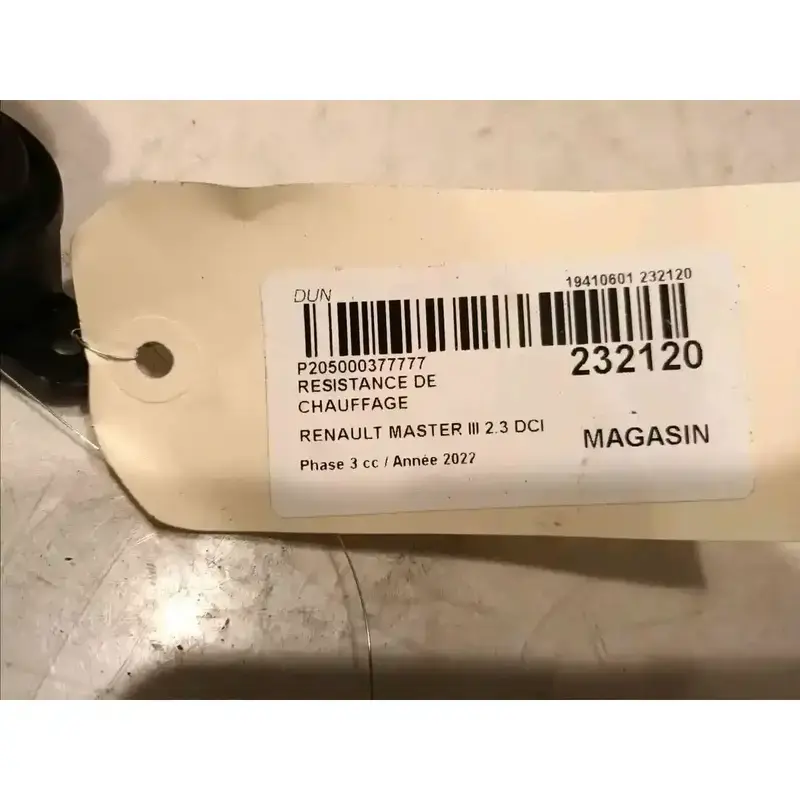 DUN
19410601 232120
P205000377777
232120
RESISTANCE DE
CHAUFFAGE
RENAULT MASTER III 2.3 DCI
MAGASIN
Phase 3 cc / Année 2022